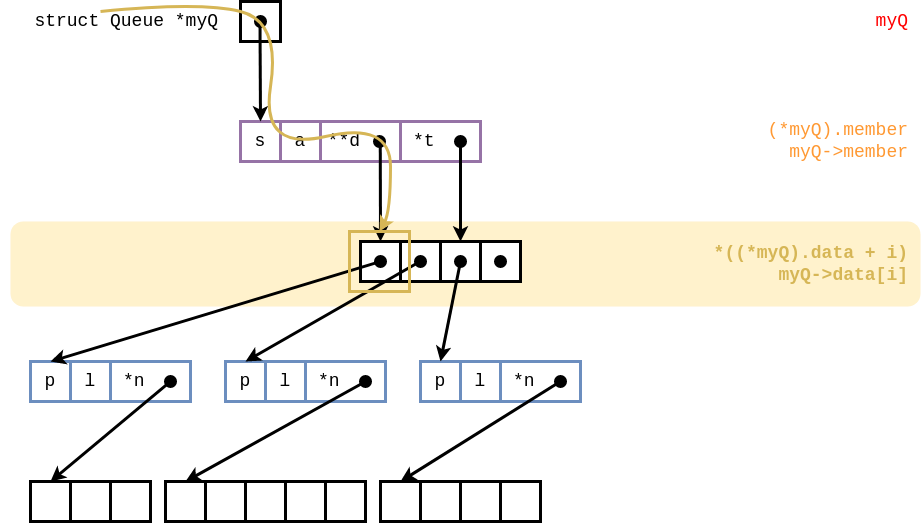 struct Queue *myQ
myQ
s a **d *t
(*myQ).member
myQ->member
*((*myQ).data + i)
myQ->data[i]
p l *n
p l *n
p l *n